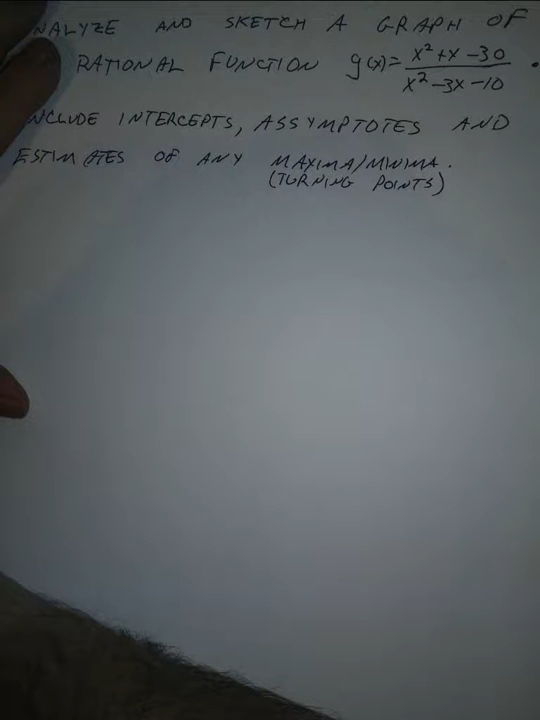 NALYZE AND SKETCH A GRAPH OF
RATIONAL FUNCTION g(x)= x²+x-30 / x²-3x-10 .
NCLUDE INTERCEPTS, ASSYMPTOTES AND
ESTIMATES OF ANY MAXIMA/MINIMA.
(TURNING POINTS)